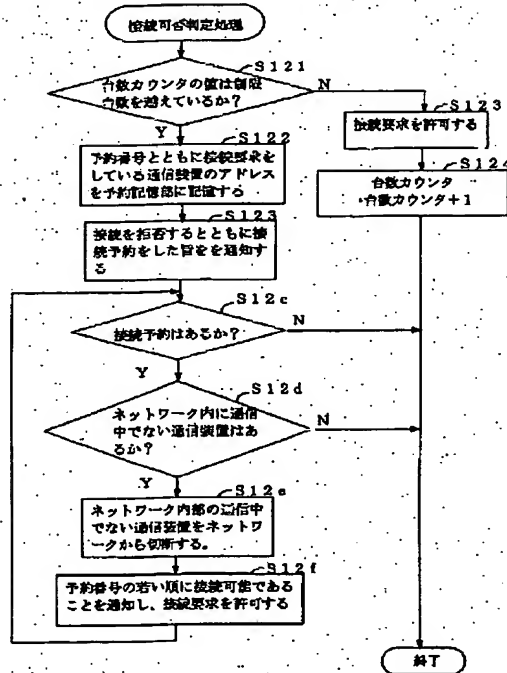 接続可否判定処理
S121
台数カウンタの値は制限
台数を越えているか?
N
Y
S123
接続要求を許可する
S122
予約番号とともに接続要求を
している通信装置のアドレス
を予約記憶部に記憶する
S124
台数カウンタ
台数カウンタ+1
S123
接続を拒否するとともに接
続予約をした旨をを通知す
る
S12c
接続予約はあるか?
N
Y
S12d
ネットワーク内に通信
中でない通信装置はあ
るか?
N
Y
S12e
ネットワーク内部の通信中
でない通信装置をネットワ
ークから切断する。
S12f
予約番号の若い順に接続可能である
ことを通知し、接続要求を許可する
終了